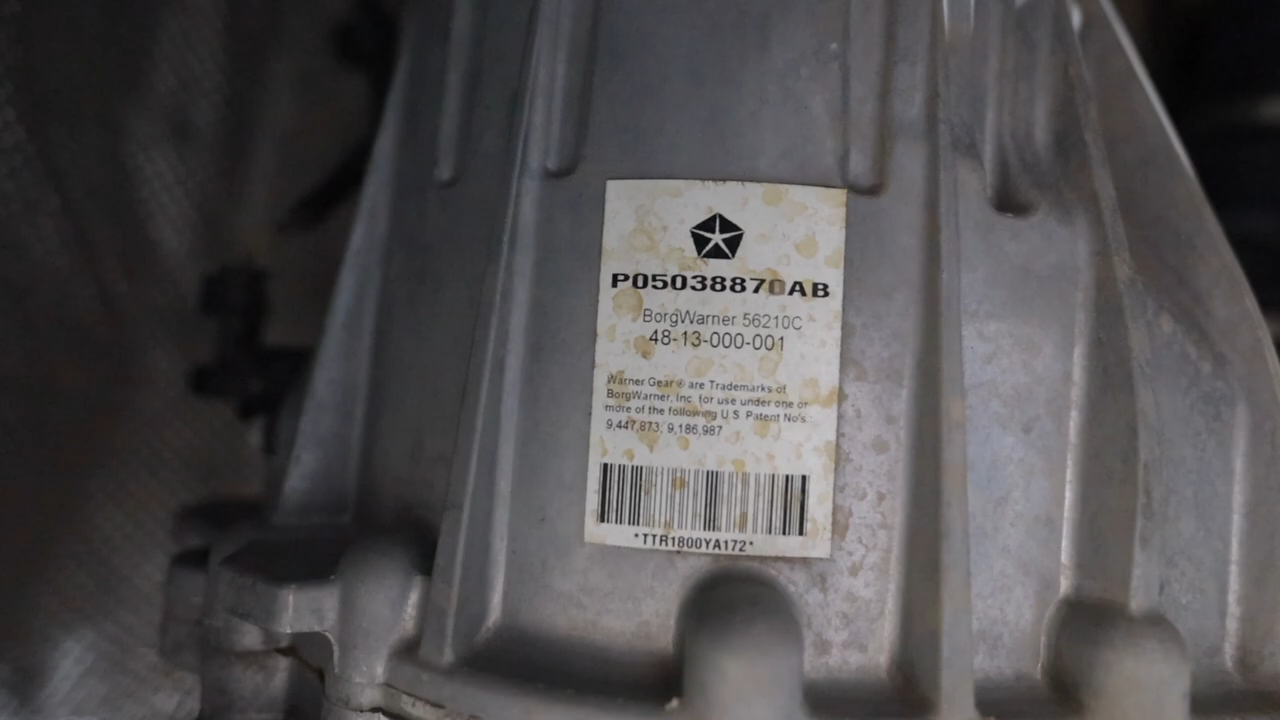 P05038870AB
BorgWarner 56210C
48-13-000-001
Warner Gear ® are Trademarks of
BorgWarner, Inc. for use under one or
more of the following U S Patent No's.
9,447,873; 9,186,987
*TTR1800YA172*